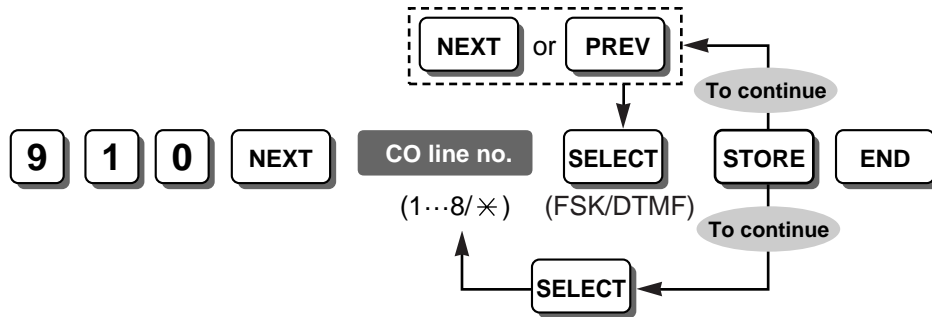 NEXT or PREV
To continue
9 1 0 NEXT CO line no. SELECT STORE END
(1···8/✳) (FSK/DTMF)
To continue
SELECT